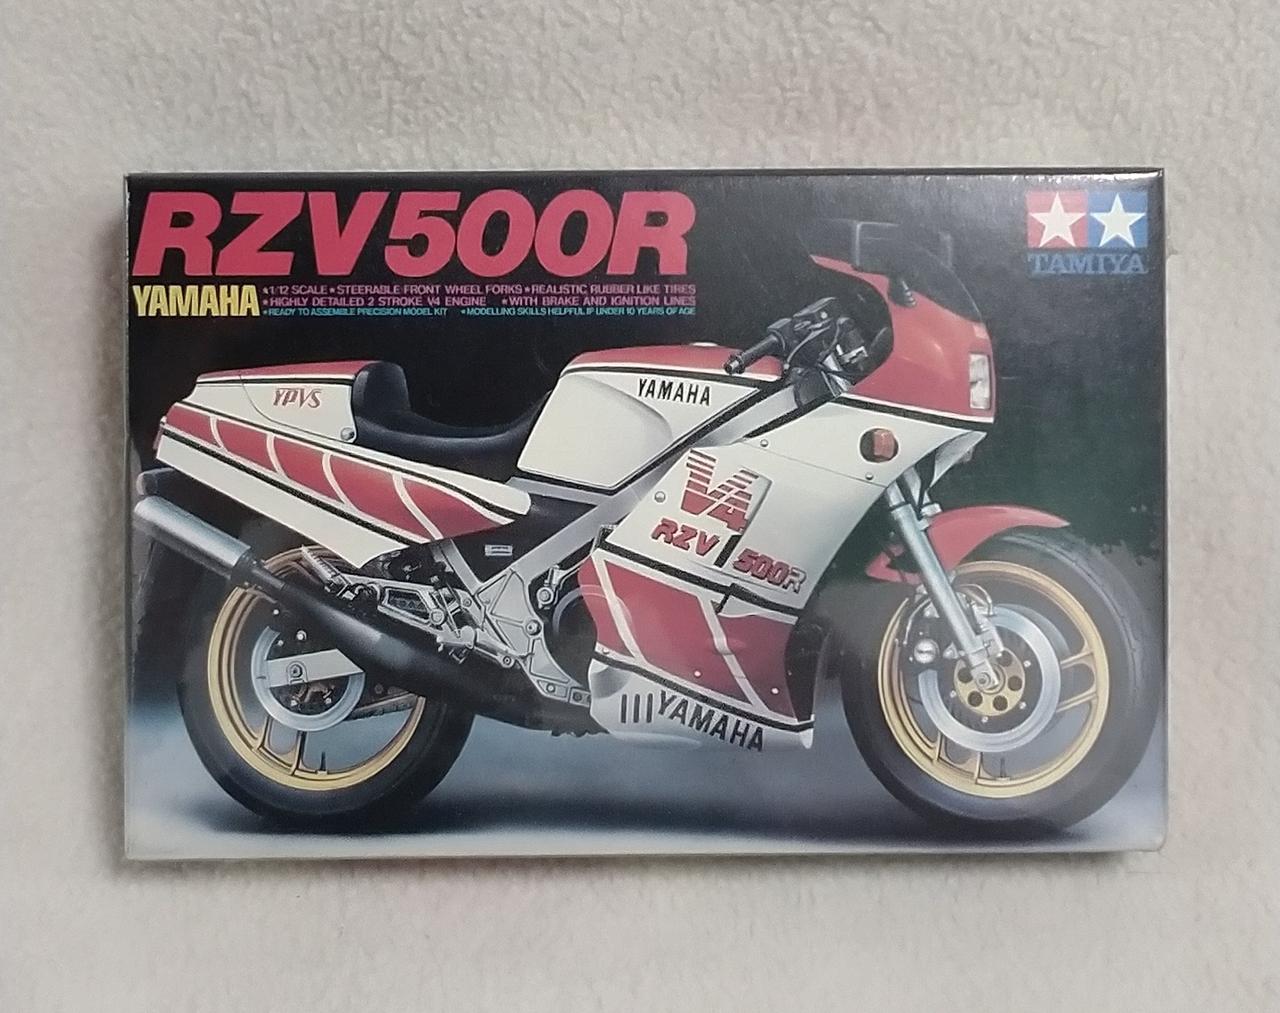 RZV500R
TAMIYA
YAMAHA
★1/12 SCALE ★STEERABLE FRONT WHEEL FORKS ★REALISTIC RUBBER LIKE TIRES
★HIGHLY DETAILED 2 STROKE V4 ENGINE ★WITH BRAKE AND IGNITION LINES
★READY TO ASSEMBLE PRECISION MODEL KIT ★MODELLING SKILLS HELPFUL IF UNDER 10 YEARS OF AGE
YPVS
YAMAHA
V4
RZV 500R
YAMAHA